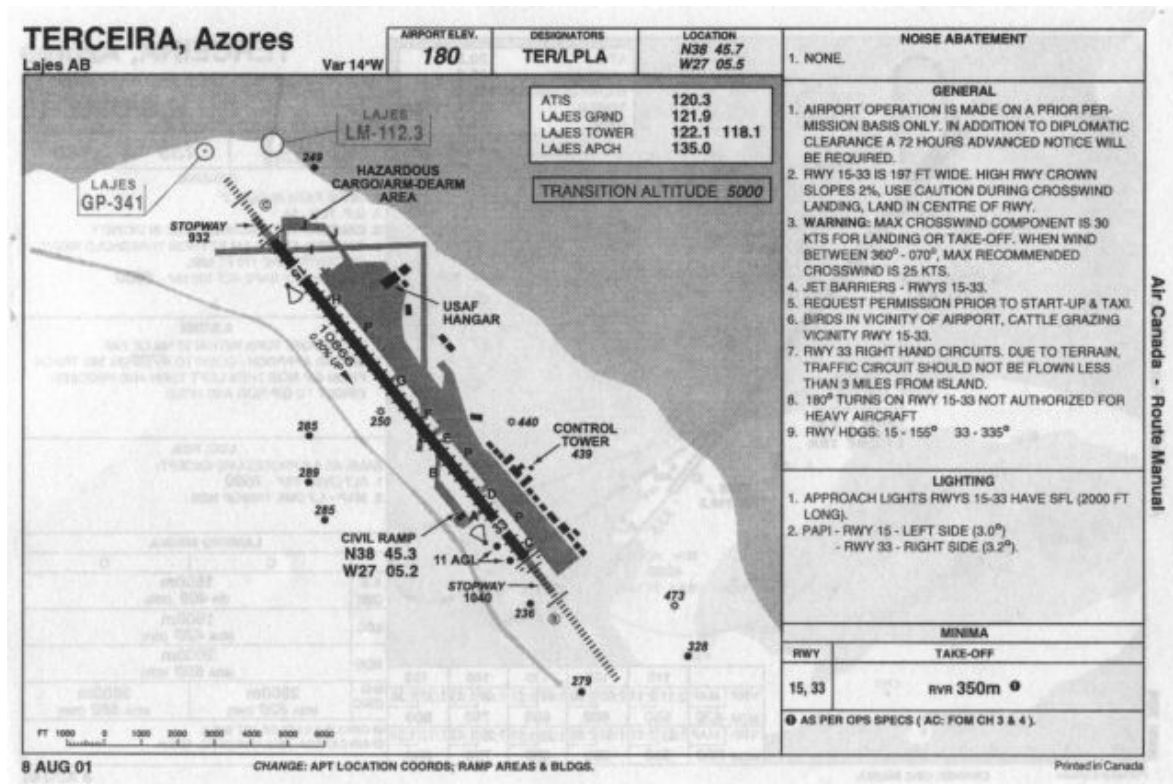 TERCEIRA, Azores
Lajes AB
Var 14°W
AIRPORT ELEV.
180
DESIGNATORS
TER/LPLA
LOCATION
N38 45.7
W27 05.5
ATIS 120.3
LAJES GRND 121.9
LAJES TOWER 122.1 118.1
LAJES APCH 135.0
TRANSITION ALTITUDE 5000
LAJES
LM-112.3
LAJES
GP-341
249
HAZARDOUS
CARGO/ARM-DEARM
AREA
STOPWAY
932
USAF
HANGAR
H
P
10866
G
F
E
P
B
D
A
P
C
250
440
CONTROL
TOWER
439
265
289
285
CIVIL RAMP
N38 45.3
W27 05.2
11 AGL
STOPWAY
1040
236
473
328
279
FT 1000 0 1000 2000 3000 4000 5000 6000
NOISE ABATEMENT
1. NONE.
GENERAL
1. AIRPORT OPERATION IS MADE ON A PRIOR PER-
MISSION BASIS ONLY. IN ADDITION TO DIPLOMATIC
CLEARANCE A 72 HOURS ADVANCED NOTICE WILL
BE REQUIRED.
2. RWY 15-33 IS 197 FT WIDE. HIGH RWY CROWN
SLOPES 2%, USE CAUTION DURING CROSSWIND
LANDING, LAND IN CENTRE OF RWY.
3. WARNING: MAX CROSSWIND COMPONENT IS 30
KTS FOR LANDING OR TAKE-OFF. WHEN WIND
BETWEEN 360° - 070°, MAX RECOMMENDED
CROSSWIND IS 25 KTS.
4. JET BARRIERS - RWYS 15-33.
5. REQUEST PERMISSION PRIOR TO START-UP & TAXI.
6. BIRDS IN VICINITY OF AIRPORT, CATTLE GRAZING
VICINITY RWY 15-33.
7. RWY 33 RIGHT HAND CIRCUITS. DUE TO TERRAIN,
TRAFFIC CIRCUIT SHOULD NOT BE FLOWN LESS
THAN 3 MILES FROM ISLAND.
8. 180° TURNS ON RWY 15-33 NOT AUTHORIZED FOR
HEAVY AIRCRAFT
9. RWY HDGS: 15 - 155° 33 - 335°
LIGHTING
1. APPROACH LIGHTS RWYS 15-33 HAVE SFL (2000 FT
LONG).
2. PAPI - RWY 15 - LEFT SIDE (3.0°)
- RWY 33 - RIGHT SIDE (3.2°).
MINIMA
RWY TAKE-OFF
15, 33 RVR 350m ❶
❶ AS PER OPS SPECS ( AC: FOM CH 3 & 4 ).
Air Canada - Route Manual
8 AUG 01
CHANGE: APT LOCATION COORDS; RAMP AREAS & BLDGS.
Printed in Canada